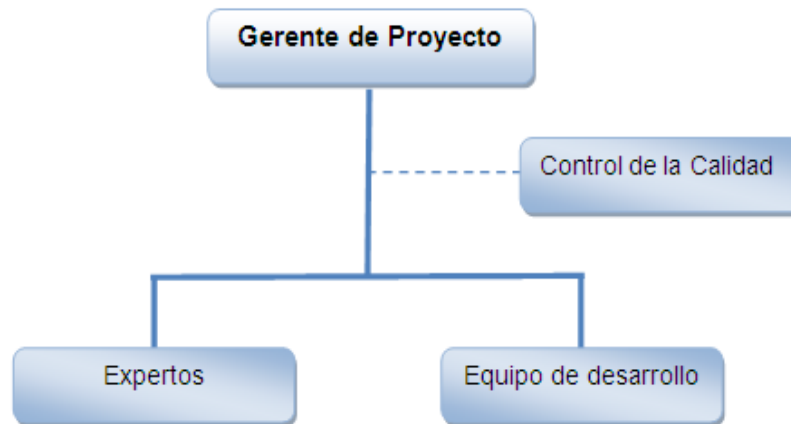 Gerente de Proyecto
Control de la Calidad
Expertos
Equipo de desarrollo